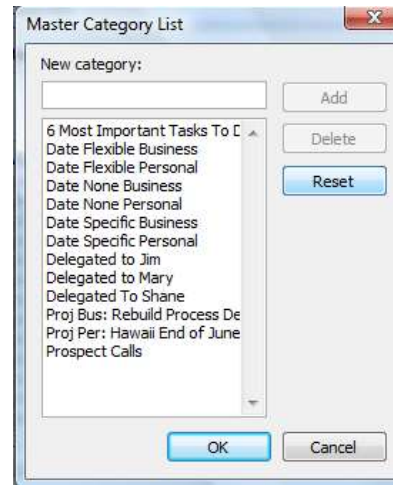 Master Category List
New category:
Add
Delete
Reset
6 Most Important Tasks To D
Date Flexible Business
Date Flexible Personal
Date None Business
Date None Personal
Date Specific Business
Date Specific Personal
Delegated to Jim
Delegated to Mary
Delegated To Shane
Proj Bus: Rebuild Process De
Proj Per: Hawaii End of June
Prospect Calls
OK
Cancel